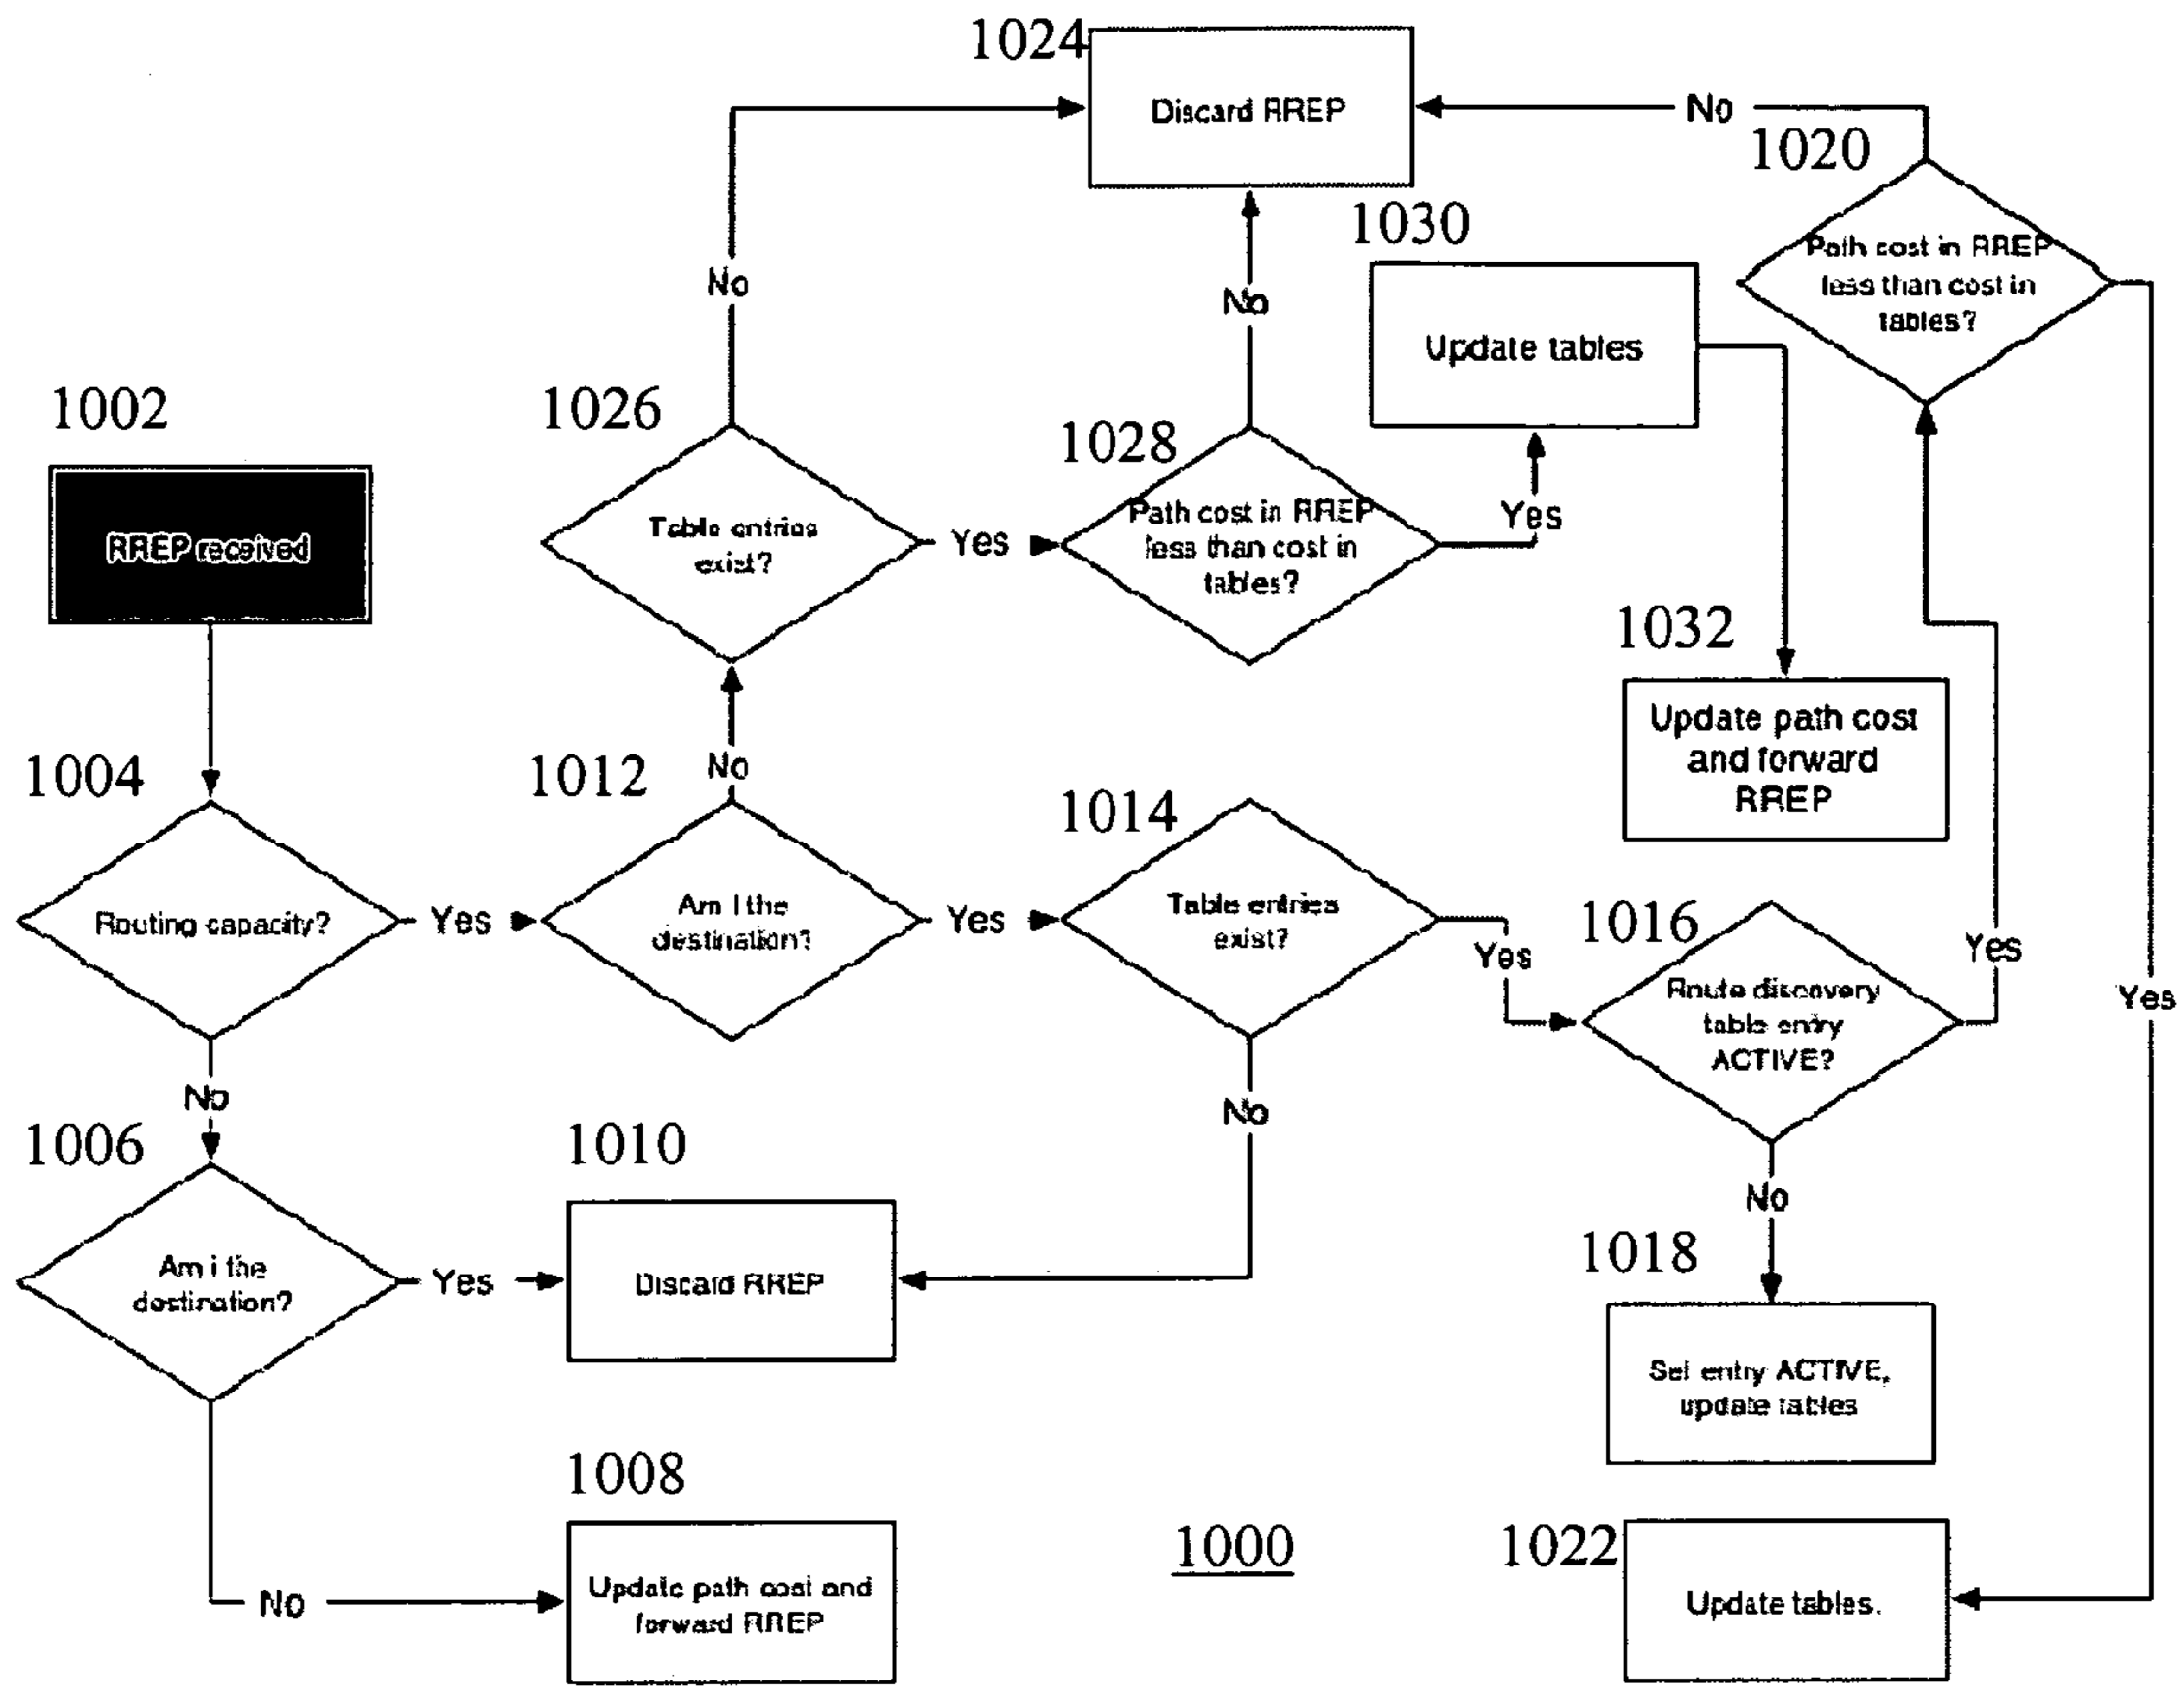 1024
Discard RREP
No
1020
Path cost in RREP
less than cost in
tables?
1030
Update tables
No
No
1002
RREP received
1026
Table entries
exist?
Yes
1028
Path cost in RREP
less than cost in
tables?
Yes
1032
Update path cost
and forward
RREP
No
1004
Routing capacity?
Yes
1012
Am I the
destination?
Yes
1014
Table entries
exist?
Yes
1016
Route discovery
table entry
ACTIVE?
Yes
Yes
No
No
No
1006
Am i the
destination?
Yes
1010
Discard RREP
1018
Set entry ACTIVE,
update tables
No
1008
Update path cost and
forward RREP
1000
1022
Update tables.